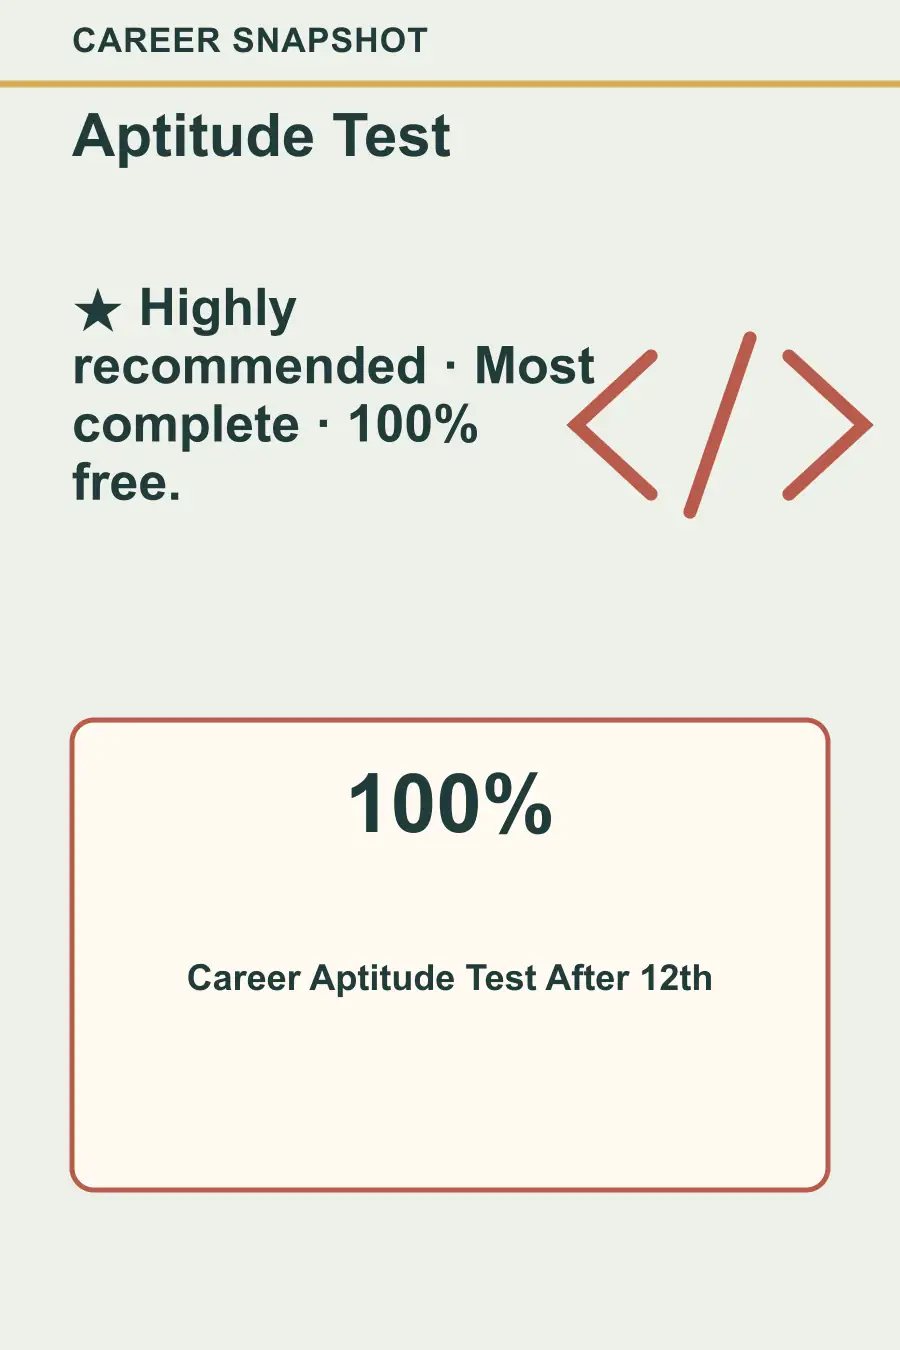 CAREER SNAPSHOT
Aptitude Test
★ Highly
recommended · Most
complete · 100%
free.
100%
Career Aptitude Test After 12th